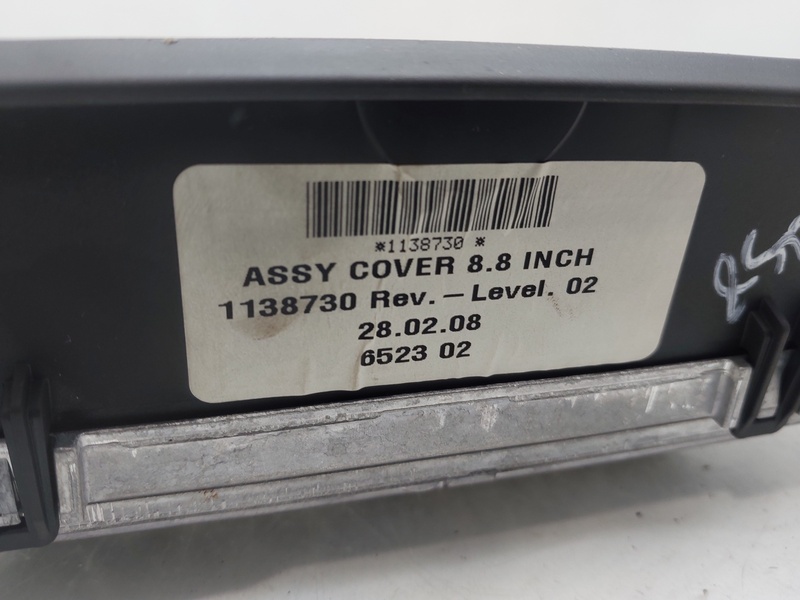 *1138730 *
ASSY COVER 8.8 INCH
1138730 Rev. – Level. 02
28.02.08
6523 02